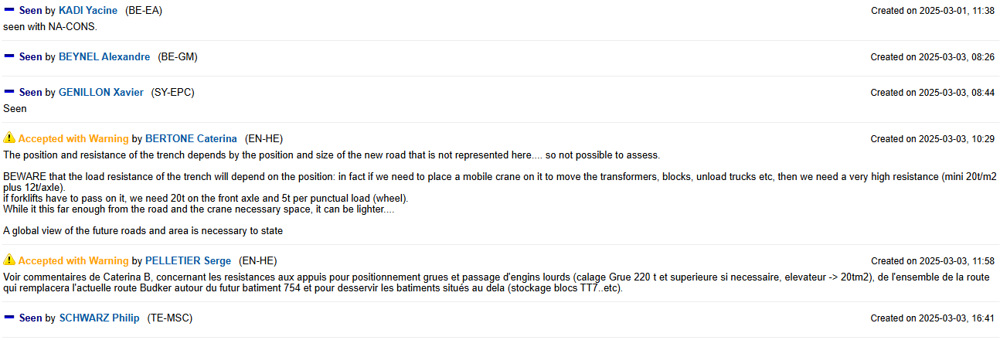 Seen by KADI Yacine (BE-EA) Created on 2025-03-01, 11:38
seen with NA-CONS.
Seen by BEYNEL Alexandre (BE-GM) Created on 2025-03-03, 08:26
Seen by GENILLON Xavier (SY-EPC) Created on 2025-03-03, 08:44
Seen
Accepted with Warning by BERTONE Caterina (EN-HE) Created on 2025-03-03, 10:29
The position and resistance of the trench depends by the position and size of the new road that is not represented here.... so not possible to assess.
BEWARE that the load resistance of the trench will depend on the position: in fact if we need to place a mobile crane on it to move the transformers, blocks, unload trucks etc, then we need a very high resistance (mini 20t/m2
plus 12t/axle).
if forklifts have to pass on it, we need 20t on the front axle and 5t per punctual load (wheel).
While it this far enough from the road and the crane necessary space, it can be lighter....
A global view of the future roads and area is necessary to state
Accepted with Warning by PELLETIER Serge (EN-HE) Created on 2025-03-03, 11:58
Voir commentaires de Caterina B, concernant les resistances aux appuis pour positionnement grues et passage d'engins lourds (calage Grue 220 t et superieure si necessaire, elevateur -> 20tm2), de l'ensemble de la route
qui remplacera l'actuelle route Budker autour du futur batiment 754 et pour desservir les batiments situés au dela (stockage blocs TT7..etc).
Seen by SCHWARZ Philip (TE-MSC) Created on 2025-03-03, 16:41